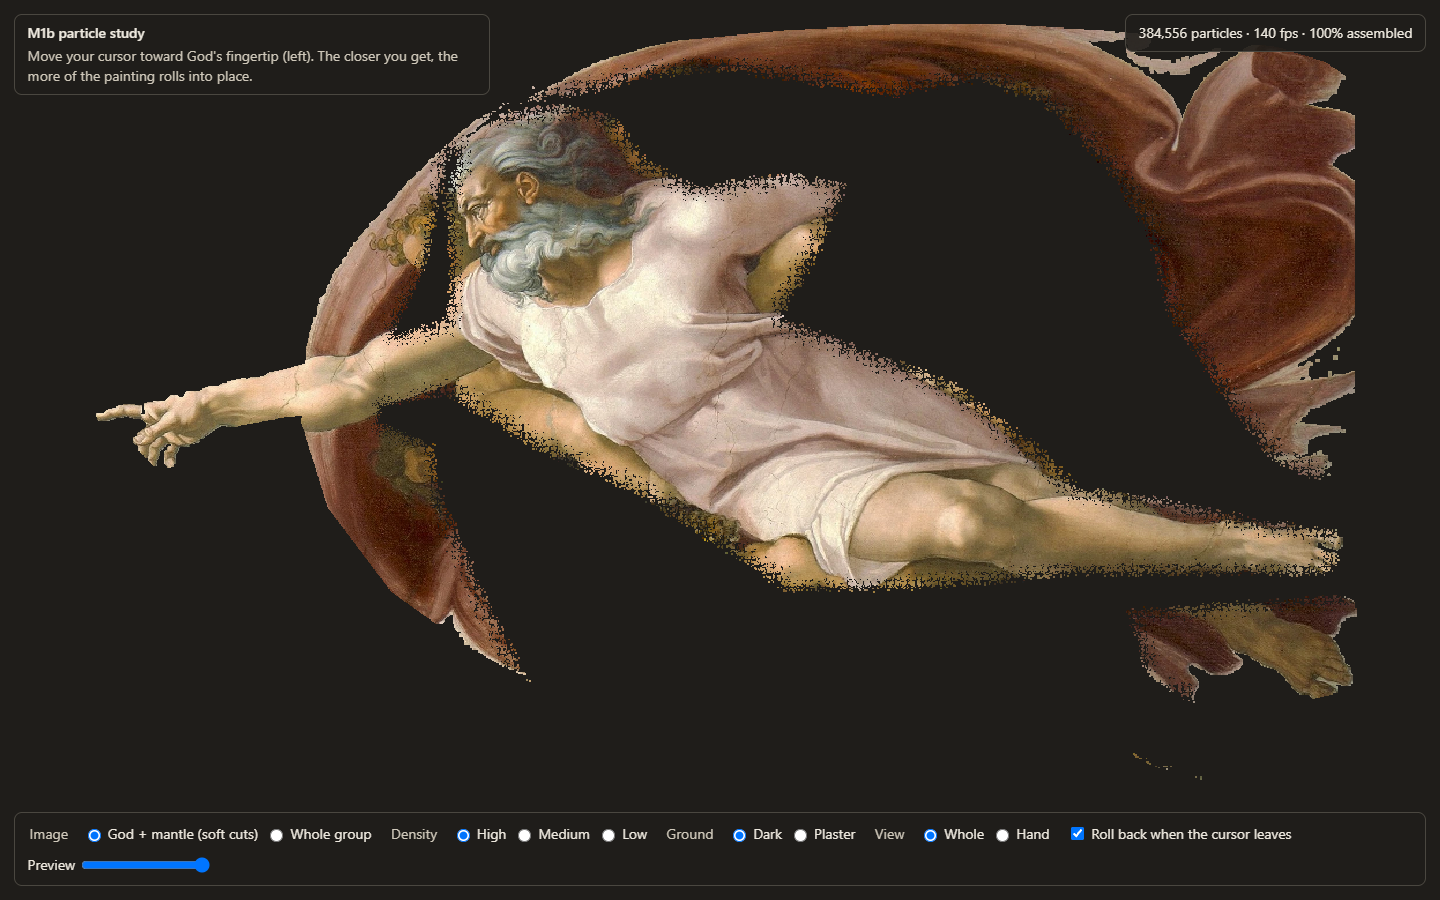 M1b particle study
Move your cursor toward God's fingertip (left). The closer you get, the
more of the painting rolls into place.
384,556 particles · 140 fps · 100% assembled
Image God + mantle (soft cuts) Whole group Density High Medium Low Ground Dark Plaster View Whole Hand Roll back when the cursor leaves
Preview